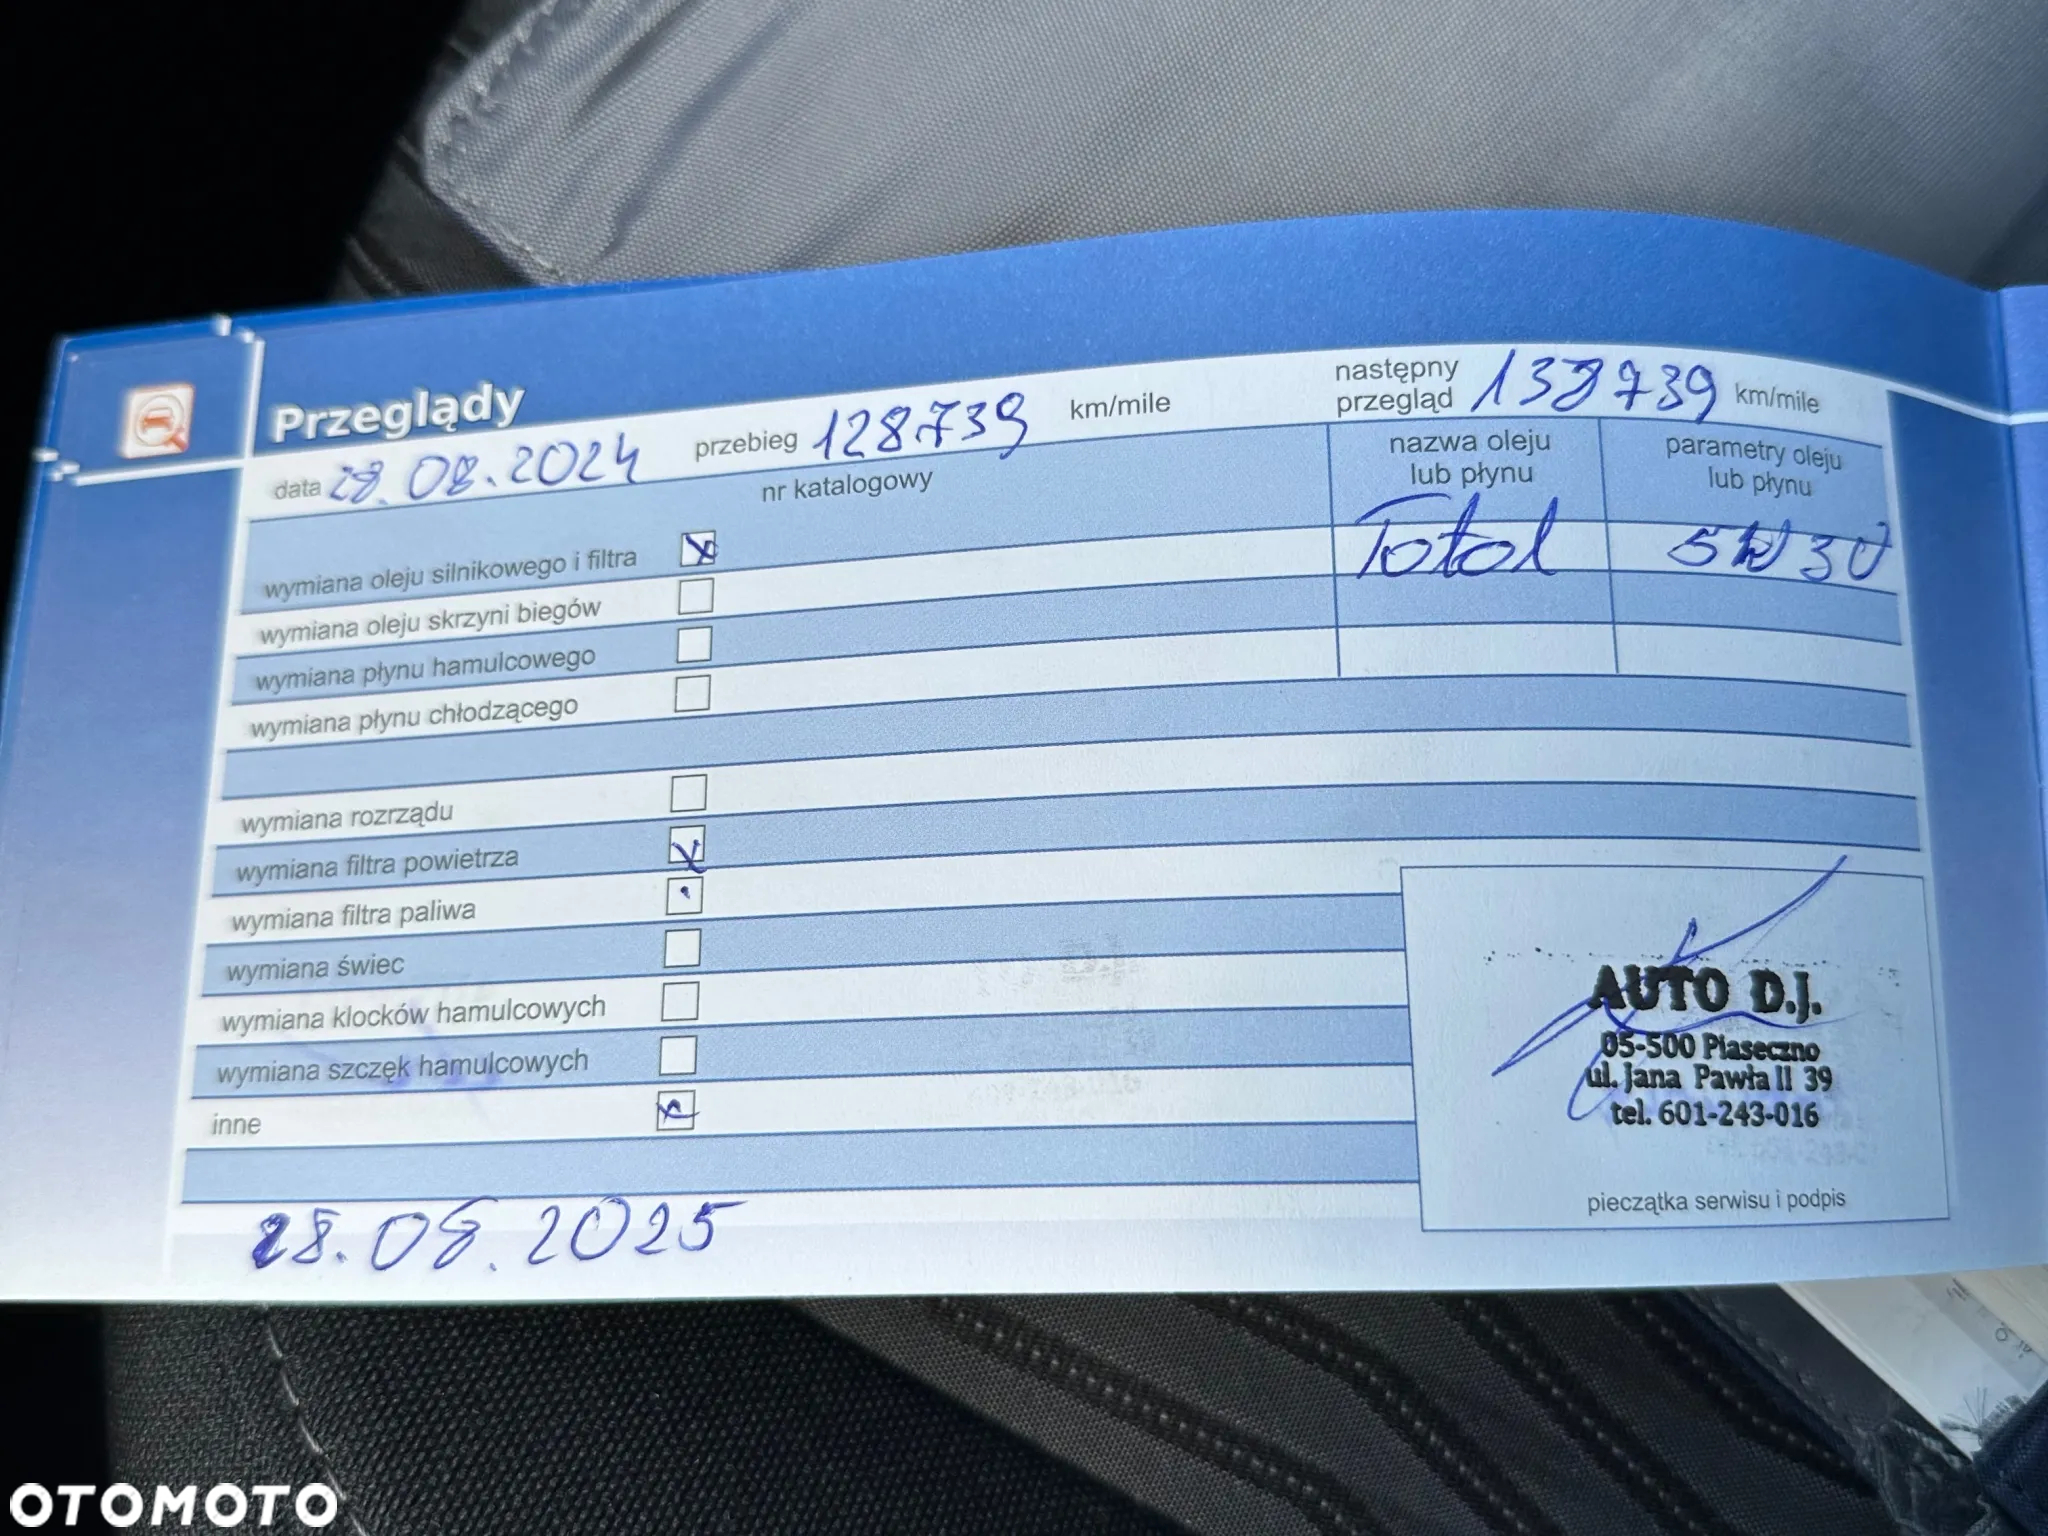 Przeglądy
data 28.08.2024 przebieg 128739 km/mile następny przegląd 138739 km/mile
nr katalogowy
nazwa oleju lub płynu
parametry oleju lub płynu
wymiana oleju silnikowego i filtra x Total 5W30
wymiana oleju skrzyni biegów
wymiana płynu hamulcowego
wymiana płynu chłodzącego
wymiana rozrządu
wymiana filtra powietrza x
wymiana filtra paliwa
wymiana świec
wymiana klocków hamulcowych
wymiana szczęk hamulcowych
inne x
28.08.2025
AUTO D.J.
05-500 Piaseczno
ul. Jana Pawła II 39
tel. 601-243-016
pieczątka serwisu i podpis
OTOMOTO